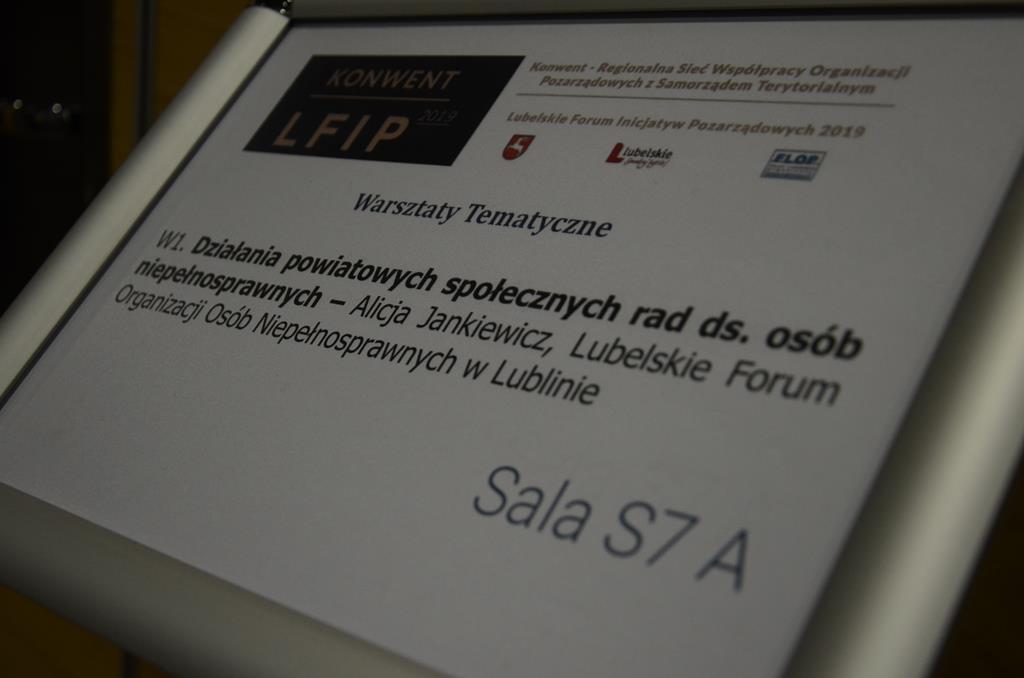 KONWENT
2019
LFIP
Konwent - Regionalna Sieć Współpracy Organizacji
Pozarządowych z Samorządem Terytorialnym
Lubelskie Forum Inicjatyw Pozarządowych 2019
Lubelskie
FLOP
Warsztaty Tematyczne
W1. Działania powiatowych społecznych rad ds. osób
niepełnosprawnych – Alicja Jankiewicz, Lubelskie Forum
Organizacji Osób Niepełnosprawnych w Lublinie
Sala S7 A